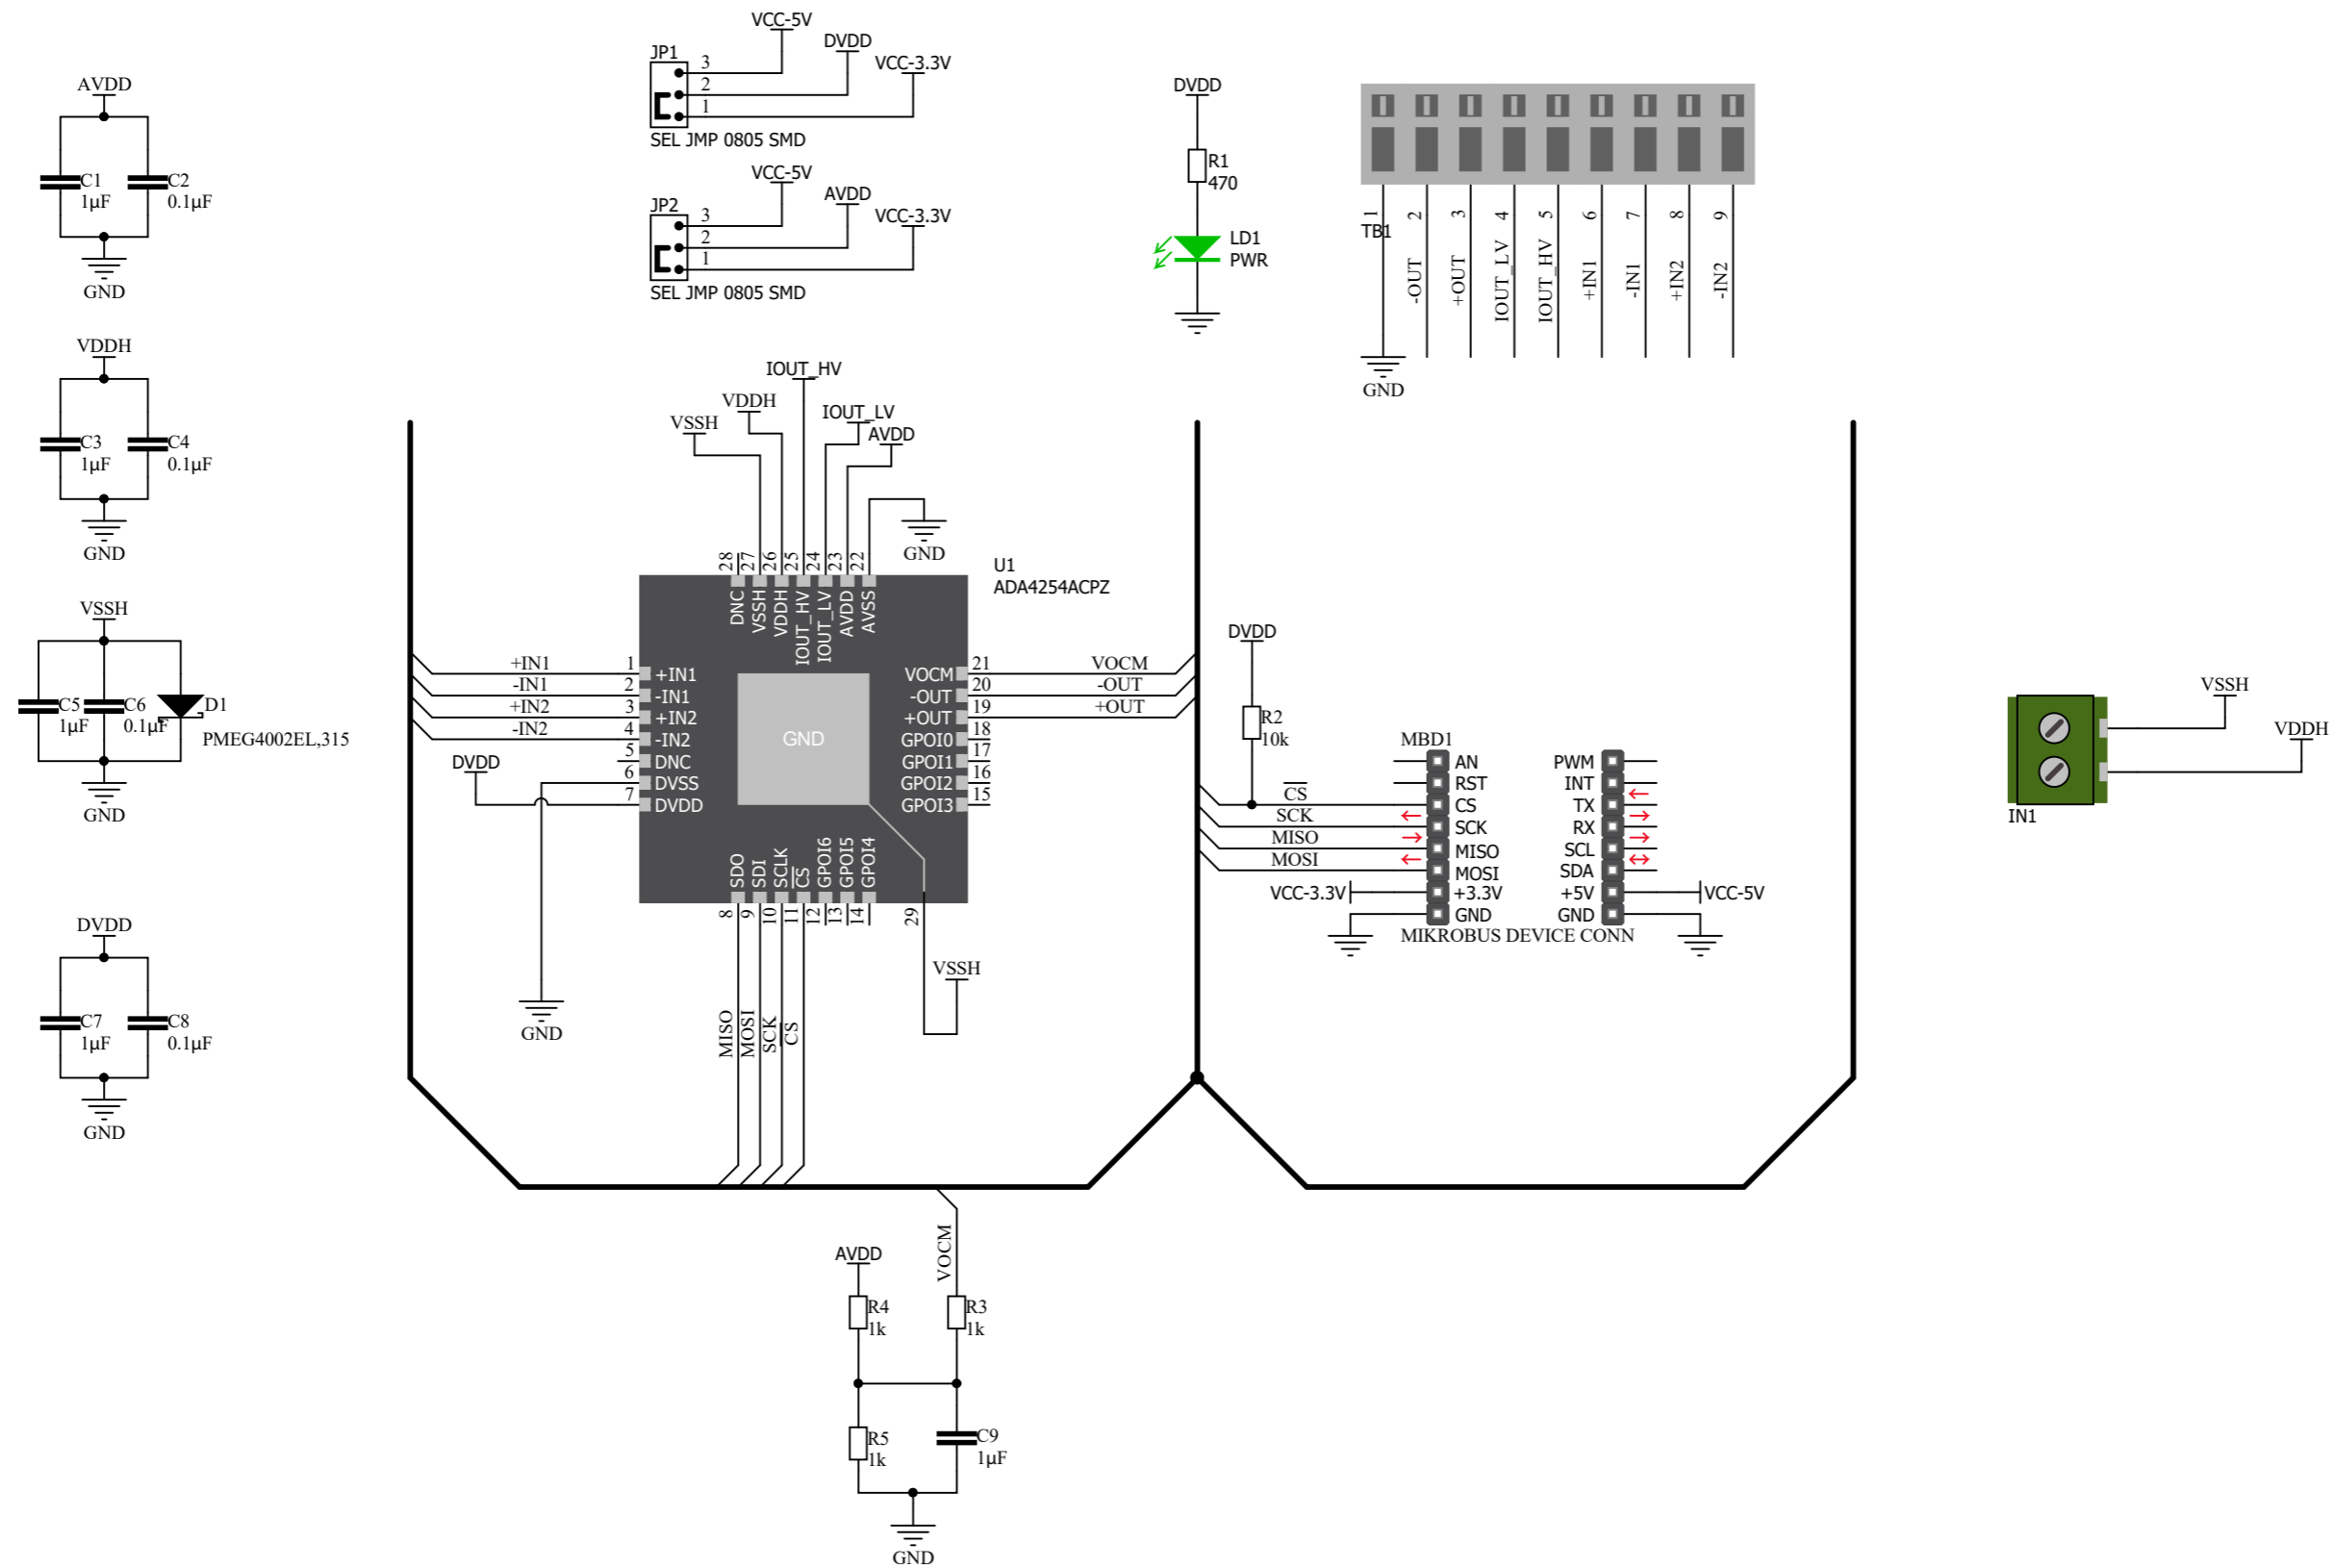 AVDD
C1
1µF
C2
0.1µF
GND
VDDH
C3
1µF
C4
0.1µF
GND
VSSH
C5
1µF
C6
0.1µF
D1
PMEG4002EL,315
GND
DVDD
C7
1µF
C8
0.1µF
GND
VCC-5V
DVDD
VCC-3.3V
JP1
3
2
1
SEL JMP 0805 SMD
VCC-5V
AVDD
VCC-3.3V
JP2
3
2
1
SEL JMP 0805 SMD
DVDD
R1
470
LD1
PWR
1
2
3
4
5
6
7
8
9
TB1
-OUT
+OUT
IOUT_LV
IOUT_HV
+IN1
-IN1
+IN2
-IN2
GND
IOUT_HV
VDDH
VSSH
IOUT_LV
AVDD
GND
U1
ADA4254ACPZ
28
27
26
25
24
23
22
DNC
VSSH
VDDH
IOUT_HV
IOUT_LV
AVDD
AVSS
+IN1
-IN1
+IN2
-IN2
DVDD
1
2
3
4
5
6
7
+IN1
-IN1
+IN2
-IN2
DNC
DVSS
DVDD
GND
VOCM
-OUT
+OUT
GPOI0
GPOI1
GPOI2
GPOI3
21
20
19
18
17
16
15
VOCM
-OUT
+OUT
SDO
SDI
SCLK
CS
GPOI6
GPOI5
GPOI4
8
9
10
11
12
13
14
29
VSSH
GND
MISO
MOSI
SCK
CS
DVDD
R2
10k
CS
SCK
MISO
MOSI
VCC-3.3V
MBD1
AN
RST
CS
SCK
MISO
MOSI
+3.3V
GND
PWM
INT
TX
RX
SCL
SDA
+5V
GND
VCC-5V
MIKROBUS DEVICE CONN
VSSH
VDDH
IN1
AVDD
VOCM
R4
1k
R3
1k
R5
1k
C9
1µF
GND